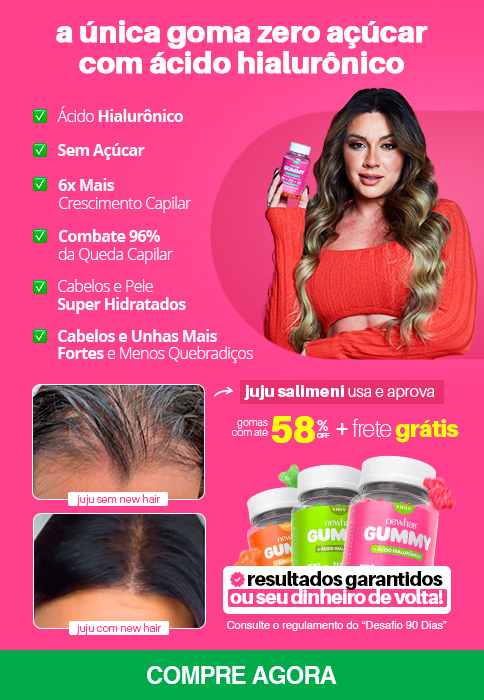 a única goma zero açúcar
com ácido hialurônico
Ácido Hialurônico
Sem Açúcar
6x Mais
Crescimento Capilar
Combate 96%
da Queda Capilar
Cabelos e Pele
Super Hidratados
Cabelos e Unhas Mais
Fortes e Menos Quebradiços
GUMMY
juju salimeni usa e aprova
gomas
com até
58% OFF
+ frete grátis
juju sem new hair
juju com new hair
newhair
GUMMY
+ ÁCIDO HIALURÔNICO
resultados garantidos
ou seu dinheiro de volta!
Consulte o regulamento do “Desafio 90 Dias”
COMPRE AGORA